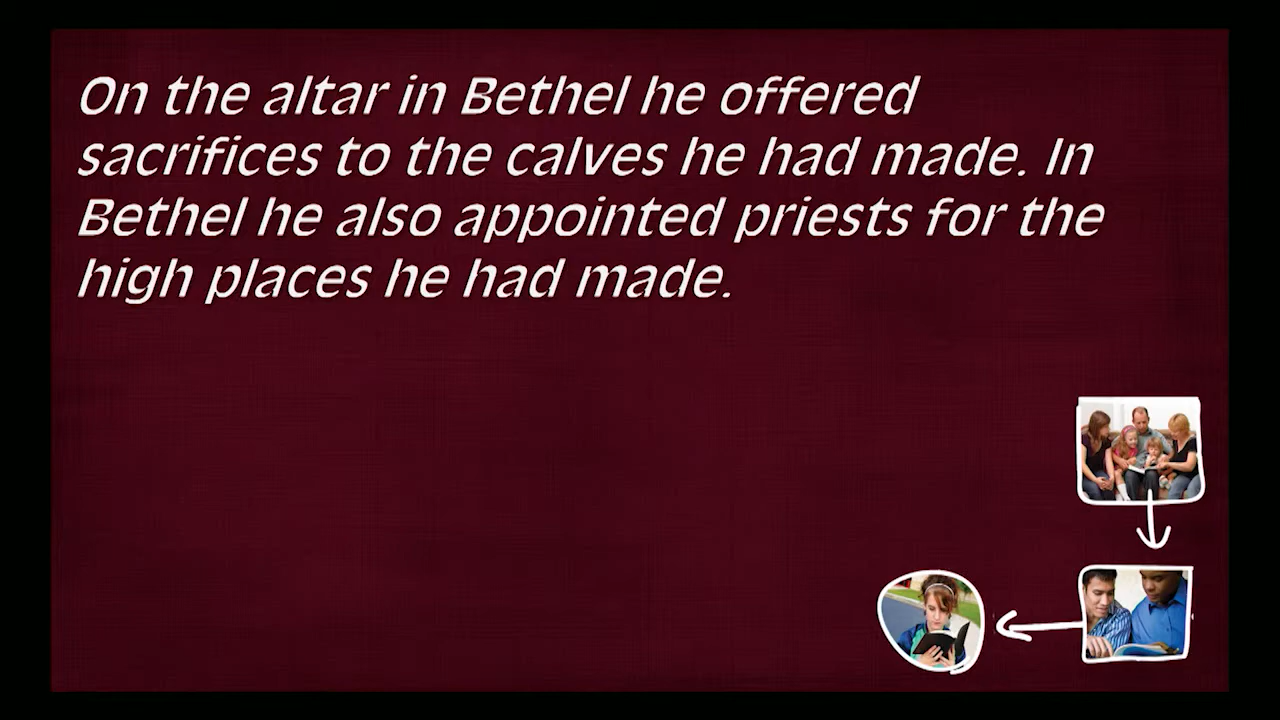 On the altar in Bethel he offered
sacrifices to the calves he had made. In
Bethel he also appointed priests for the
high places he had made.